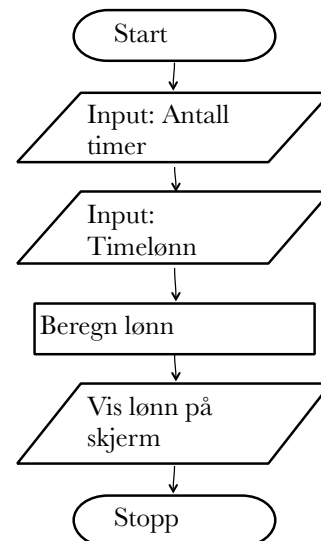 Start
Input: Antall
timer
Input:
Timelønn
Beregn lønn
Vis lønn på
skjerm
Stopp